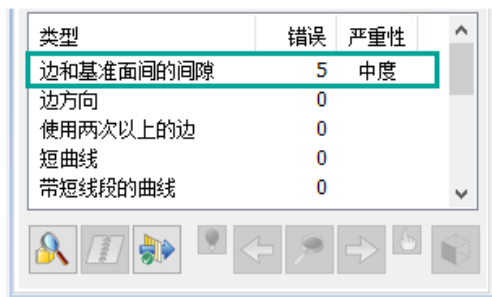 类型 错误 严重性
边和基准面间的间隙 5 中度
边方向 0
使用两次以上的边 0
短曲线 0
带短线段的曲线 0